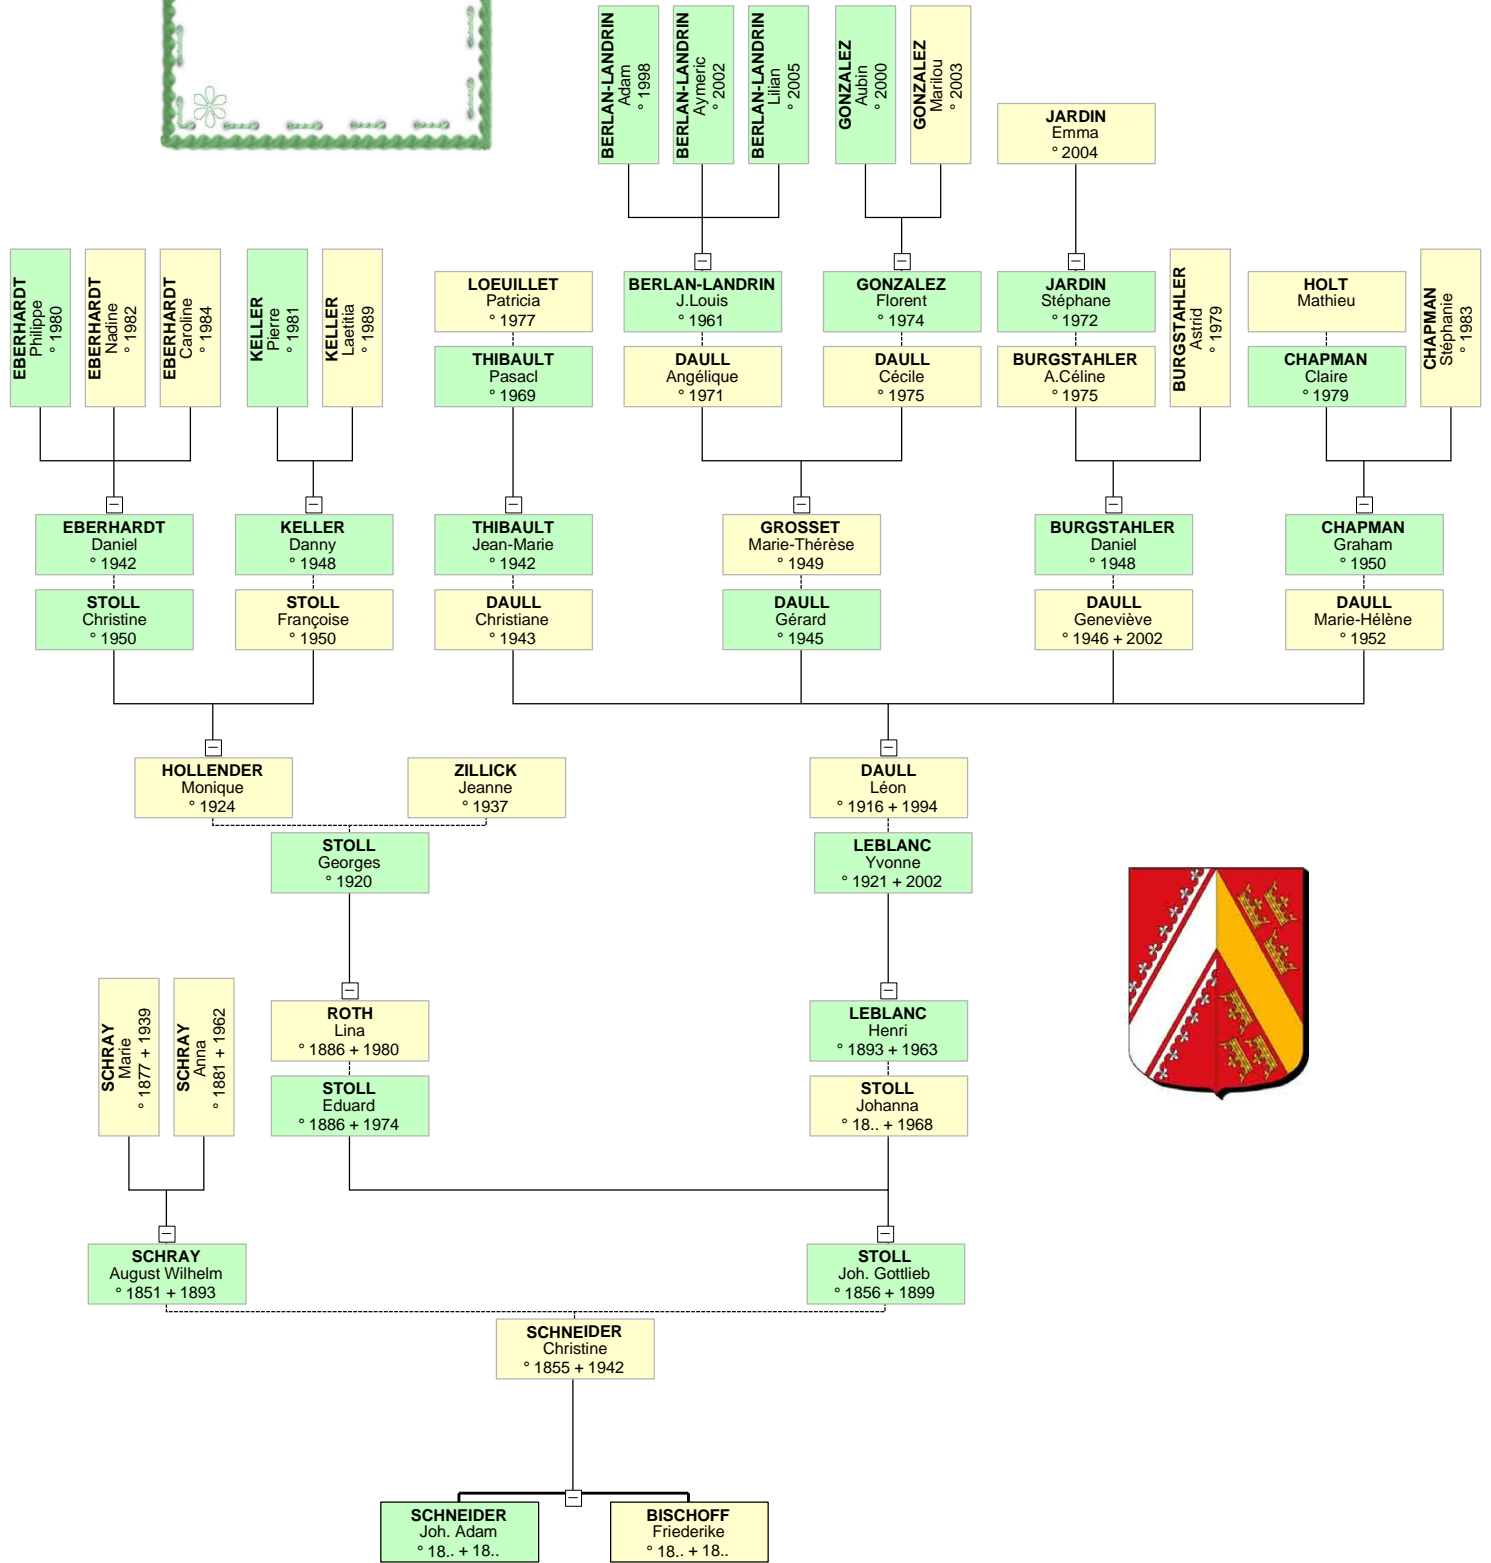 BERLAN-LANDRIN
Adam
° 1998
BERLAN-LANDRIN
Aymeric
° 2002
BERLAN-LANDRIN
Lilian
° 2005
GONZALEZ
Aubin
° 2000
GONZALEZ
Marilou
° 2003
JARDIN
Emma
° 2004
EBERHARDT
Philippe
° 1980
EBERHARDT
Nadine
° 1982
EBERHARDT
Caroline
° 1984
KELLER
Pierre
° 1981
KELLER
Laetitia
° 1989
LOEUILLET
Patricia
° 1977
THIBAULT
Pasacl
° 1969
BERLAN-LANDRIN
J.Louis
° 1961
DAULL
Angélique
° 1971
GONZALEZ
Florent
° 1974
DAULL
Cécile
° 1975
JARDIN
Stéphane
° 1972
BURGSTAHLER
A.Céline
° 1975
BURGSTAHLER
Astrid
° 1979
HOLT
Mathieu
CHAPMAN
Claire
° 1979
CHAPMAN
Stéphanie
° 1983
EBERHARDT
Daniel
° 1942
STOLL
Christine
° 1950
KELLER
Danny
° 1948
STOLL
Françoise
° 1950
THIBAULT
Jean-Marie
° 1942
DAULL
Christiane
° 1943
GROSSET
Marie-Thérèse
° 1949
DAULL
Gérard
° 1945
BURGSTAHLER
Daniel
° 1948
DAULL
Geneviève
° 1946 + 2002
CHAPMAN
Graham
° 1950
DAULL
Marie-Hélène
° 1952
HOLLENDER
Monique
° 1924
ZILLICK
Jeanne
° 1937
STOLL
Georges
° 1920
DAULL
Léon
° 1916 + 1994
LEBLANC
Yvonne
° 1921 + 2002
SCHRAY
Marie
° 1877 + 1939
SCHRAY
Anna
° 1881 + 1962
ROTH
Lina
° 1886 + 1980
STOLL
Eduard
° 1886 + 1974
LEBLANC
Henri
° 1893 + 1963
STOLL
Johanna
° 18.. + 1968
SCHRAY
August Wilhelm
° 1851 + 1893
STOLL
Joh. Gottlieb
° 1856 + 1899
SCHNEIDER
Christine
° 1855 + 1942
SCHNEIDER
Joh. Adam
° 18.. + 18..
BISCHOFF
Friederike
° 18.. + 18..